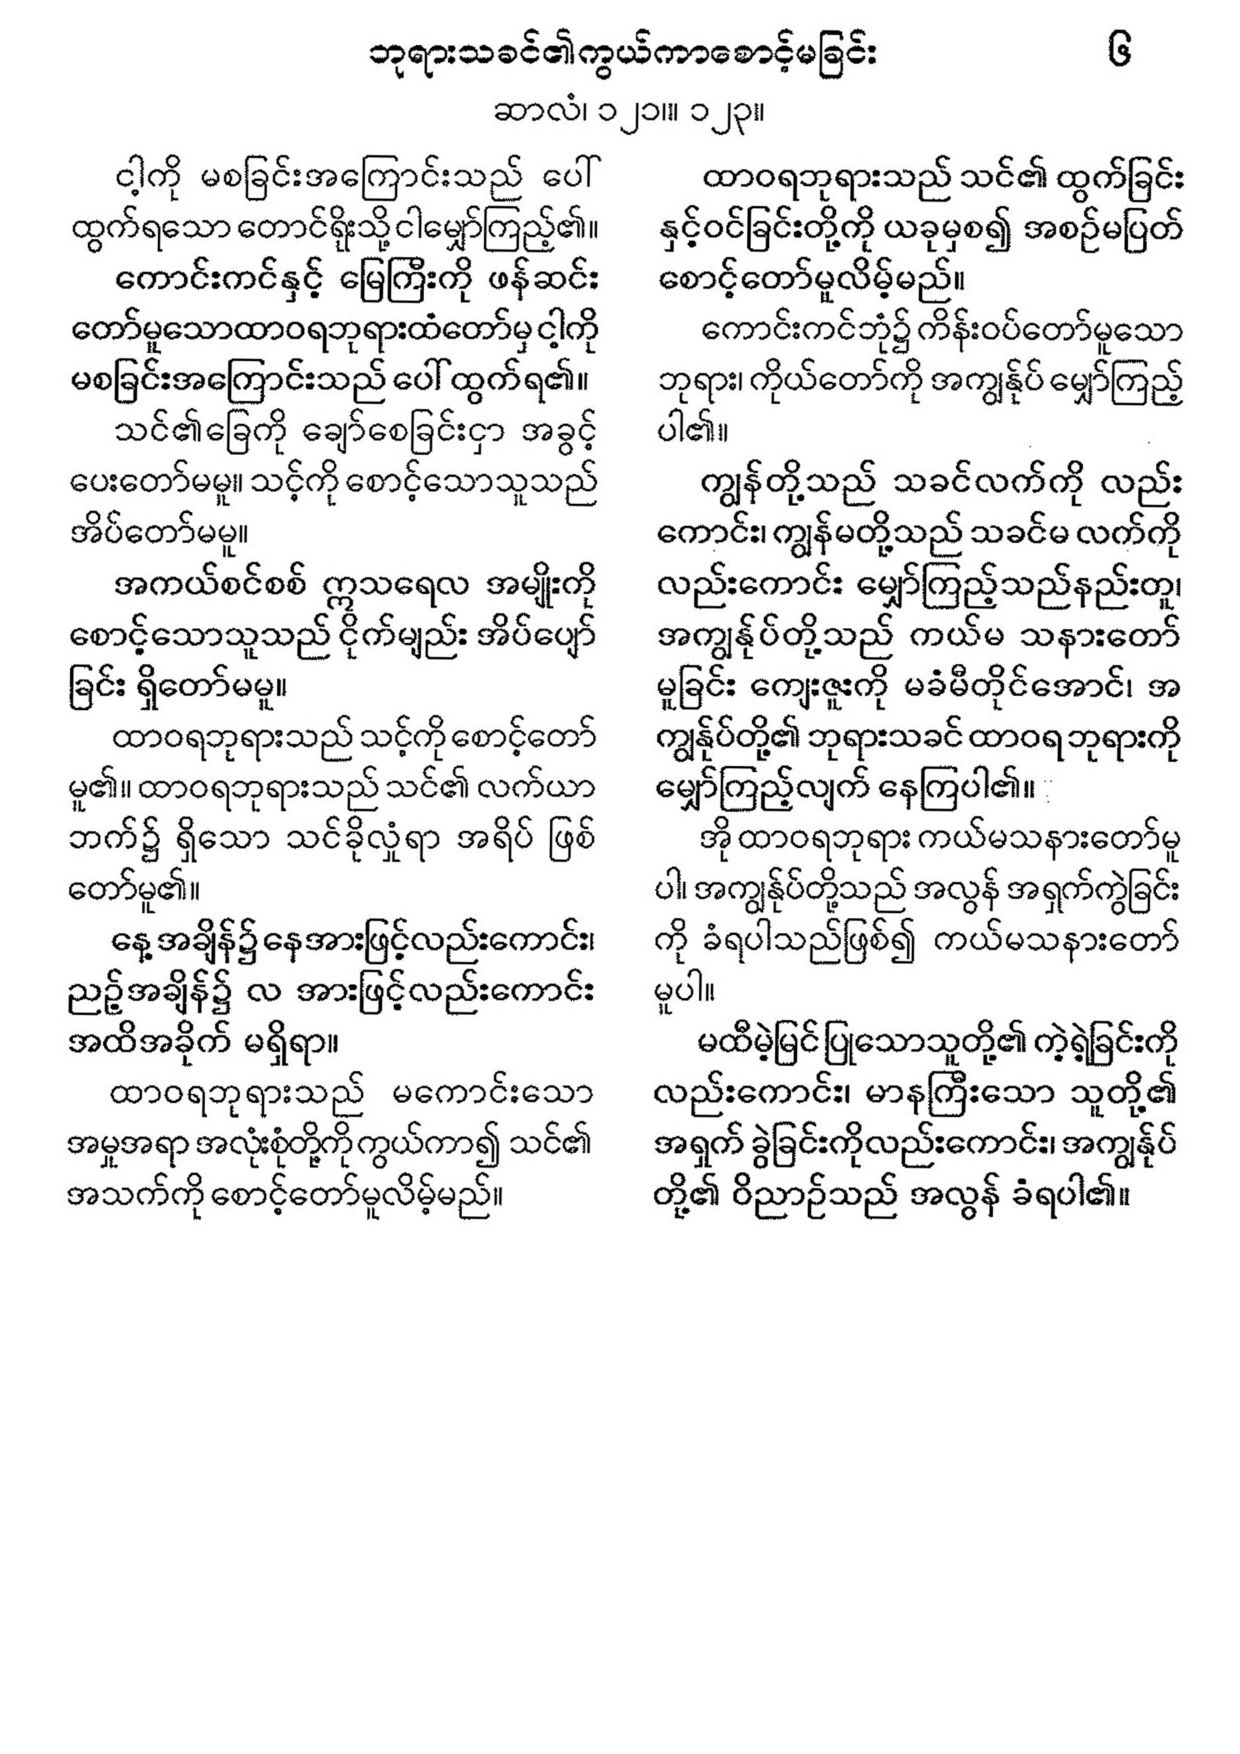 ဘုရားသခင်၏ကွယ်ကာစောင့်မခြင်း
၆
ဆာလံ၊ ၁၂၁။ ၁၂၃။
ငါ့ကို မစခြင်းအကြောင်းသည် ပေါ်
ထွက်ရသော တောင်ရိုးသို့ ငါမျှော်ကြည့်၏။
ကောင်းကင်နှင့် မြေကြီးကို ဖန်ဆင်း
တော်မူသောထာဝရဘုရားထံတော်မှ ငါ့ကို
မစခြင်းအကြောင်းသည် ပေါ် ထွက်ရ၏။
သင်၏ခြေကို ချော်စေခြင်းငှာ အခွင့်
ပေးတော်မမူ။ သင့်ကို စောင့်သောသူသည်
အိပ်တော်မမူ။
အကယ်စင်စစ် ဣသရေလ အမျိုးကို
စောင့်သောသူသည် ငိုက်မျည်း အိပ်ပျော်
ခြင်း ရှိတော်မမူ။
ထာဝရဘုရားသည် သင့်ကို စောင့်တော်
မူ၏။ ထာဝရဘုရားသည် သင်၏ လက်ယာ
ဘက်၌ ရှိသော သင်ခိုလှုံရာ အရိပ် ဖြစ်
တော်မူ၏။
နေ့ အချိန်၌ နေအားဖြင့်လည်းကောင်း၊
ညဉ့်အချိန်၌ လ အားဖြင့်လည်းကောင်း
အထိအခိုက် မရှိရာ။
ထာဝရဘုရားသည် မကောင်းသော
အမှုအရာ အလုံးစုံတို့ကို ကွယ်ကာ၍ သင်၏
အသက်ကို စောင့်တော်မူလိမ့်မည်။
ထာဝရဘုရားသည် သင်၏ ထွက်ခြင်း
နှင့်ဝင်ခြင်းတို့ကို ယခုမှစ၍ အစဉ်မပြတ်
စောင့်တော်မူလိမ့်မည်။
ကောင်းကင်ဘုံ၌ ကိန်းဝပ်တော်မူသော
ဘုရား၊ ကိုယ်တော်ကို အကျွန်ုပ် မျှော်ကြည့်
ပါ၏။
ကျွန်တို့သည် သခင်လက်ကို လည်း
ကောင်း၊ ကျွန်မတို့သည် သခင်မ လက်ကို
လည်းကောင်း မျှော်ကြည့်သည်နည်းတူ၊
အကျွန်ုပ်တို့သည် ကယ်မ သနားတော်
မူခြင်း ကျေးဇူးကို မခံမီတိုင်အောင်၊ အ
ကျွန်ုပ်တို့၏ ဘုရားသခင် ထာဝရ ဘုရားကို
မျှော်ကြည့်လျက် နေကြပါ၏။
အို ထာဝရဘုရား ကယ်မသနားတော်မူ
ပါ၊ အကျွန်ုပ်တို့သည် အလွန် အရှက်ကွဲခြင်း
ကို ခံရပါသည်ဖြစ်၍ ကယ်မသနားတော်
မူပါ။
မထီမဲ့မြင် ပြုသောသူတို့၏ ကဲ့ရဲ့ခြင်းကို
လည်းကောင်း၊ မာနကြီးသော သူတို့၏
အရှက် ခွဲခြင်းကိုလည်းကောင်း၊ အကျွန်ုပ်
တို့၏ ဝိညာဉ်သည် အလွန် ခံရပါ၏။